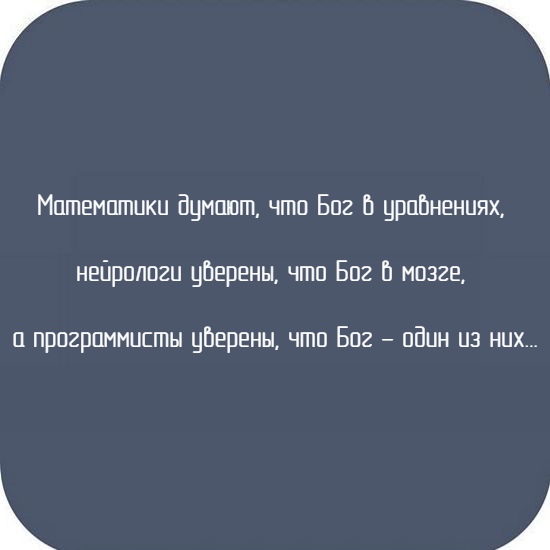 Математики думают, что Бог в уравнениях,
нейрологи уверены, что Бог в мозге,
а программисты уверены, что Бог – один из них...